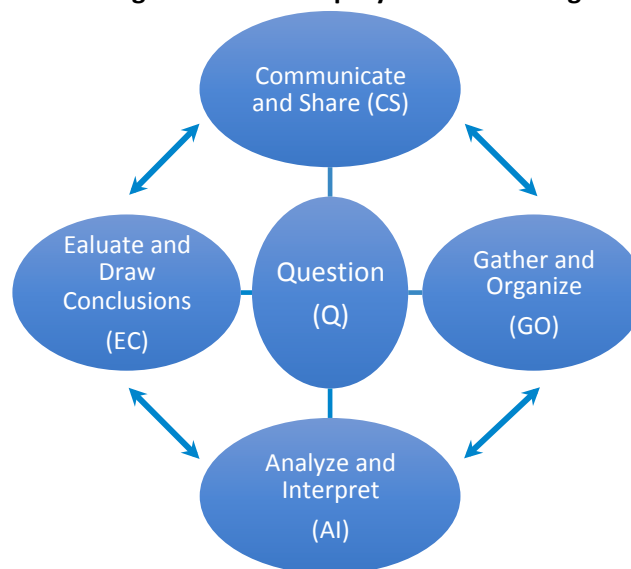 Communicate
and Share (CS)
Ealuate and
Draw
Conclusions
(EC)
Question
(Q)
Gather and
Organize
(GO)
Analyze and
Interpret
(AI)